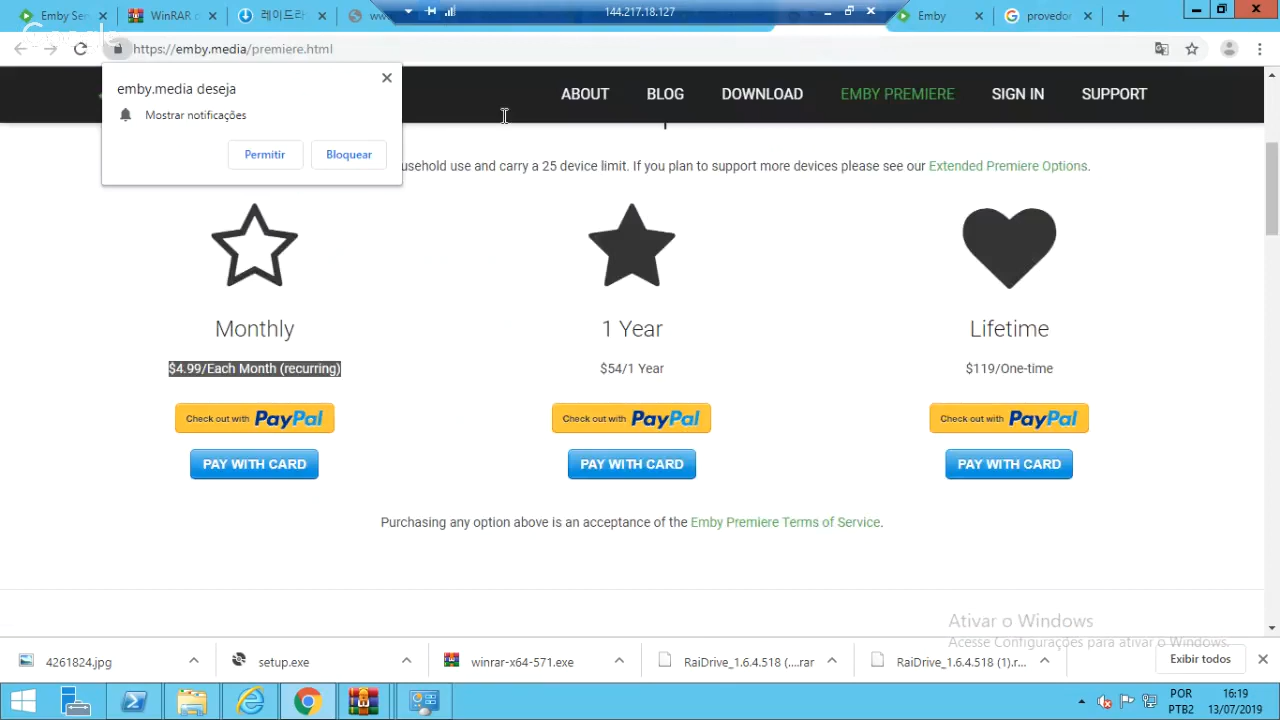 144.217.18.127
Emby Se
WinRAR
레이드라
ww
Emby
provedor
https://emby.media/premiere.html
emby.media deseja
Mostrar notificações
Permitir
Bloquear
ABOUT
BLOG
DOWNLOAD
EMBY PREMIERE
SIGN IN
SUPPORT
usehold use and carry a 25 device limit. If you plan to support more devices please see our Extended Premiere Options.
Monthly
1 Year
Lifetime
$4.99/Each Month (recurring)
$54/1 Year
$119/One-time
Check out with PayPal
Check out with PayPal
Check out with PayPal
PAY WITH CARD
PAY WITH CARD
PAY WITH CARD
Purchasing any option above is an acceptance of the Emby Premiere Terms of Service.
Ativar o Windows
Acesse Configurações para ativar o Windows.
4261824.jpg
setup.exe
winrar-x64-571.exe
RaiDrive_1.6.4.518 (....rar
RaiDrive_1.6.4.518 (1).r...
Exibir todos
POR
PTB2
16:19
13/07/2019